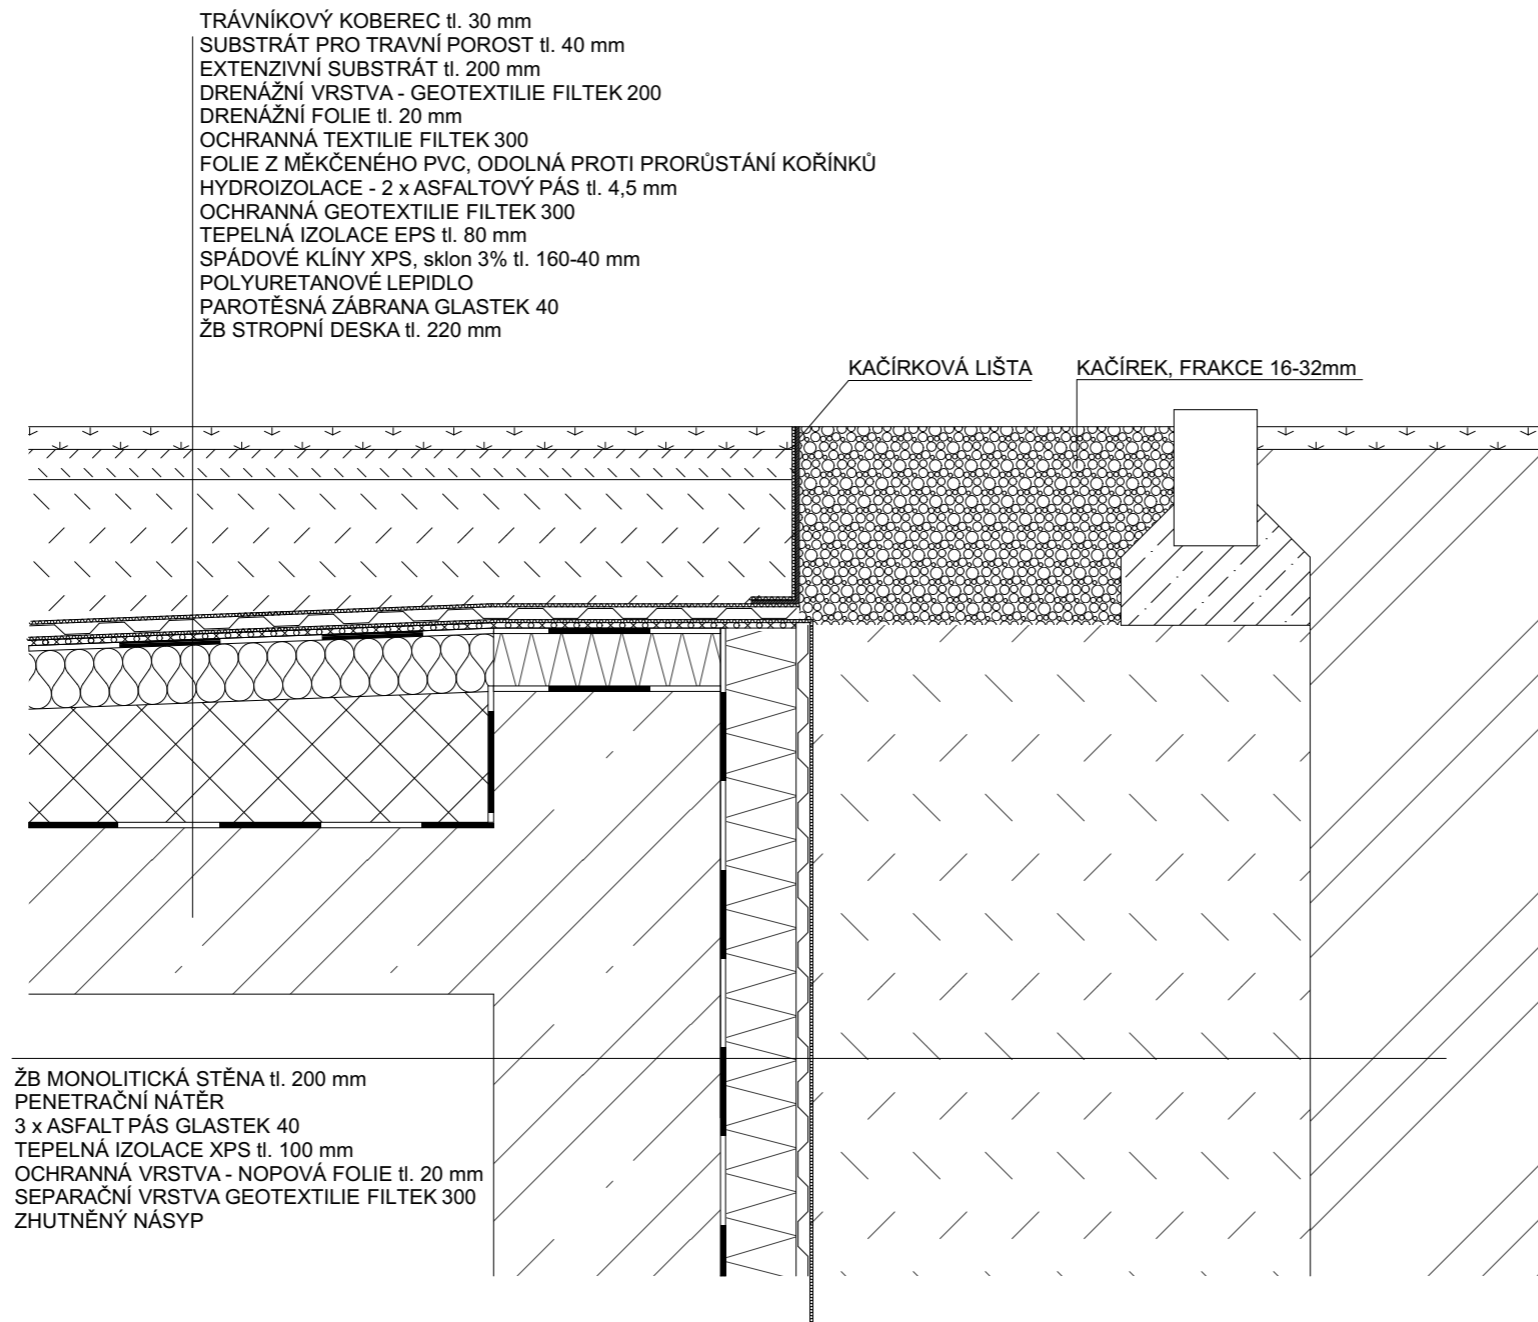 TRÁVNÍKOVÝ KOBEREC tl. 30 mm
SUBSTRÁT PRO TRAVNÍ POROST tl. 40 mm
EXTENZIVNÍ SUBSTRÁT tl. 200 mm
DRENÁŽNÍ VRSTVA - GEOTEXTILIE FILTEK 200
DRENÁŽNÍ FOLIE tl. 20 mm
OCHRANNÁ TEXTILIE FILTEK 300
FOLIE Z MĚKČENÉHO PVC, ODOLNÁ PROTI PRORŮSTÁNÍ KOŘÍNKŮ
HYDROIZOLACE - 2 x ASFALTOVÝ PÁS tl. 4,5 mm
OCHRANNÁ GEOTEXTILIE FILTEK 300
TEPELNÁ IZOLACE EPS tl. 80 mm
SPÁDOVÉ KLÍNY XPS, sklon 3% tl. 160-40 mm
POLYURETANOVÉ LEPIDLO
PAROTĚSNÁ ZÁBRANA GLASTEK 40
ŽB STROPNÍ DESKA tl. 220 mm
KAČÍRKOVÁ LIŠTA
KAČÍREK, FRAKCE 16-32mm
ŽB MONOLITICKÁ STĚNA tl. 200 mm
PENETRAČNÍ NÁTĚR
3 x ASFALT PÁS GLASTEK 40
TEPELNÁ IZOLACE XPS tl. 100 mm
OCHRANNÁ VRSTVA - NOPOVÁ FOLIE tl. 20 mm
SEPARAČNÍ VRSTVA GEOTEXTILIE FILTEK 300
ZHUTNĚNÝ NÁSYP